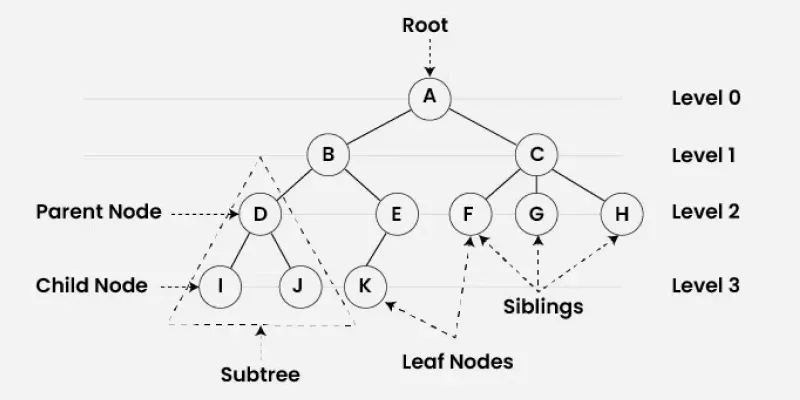 Root
A
Level 0
B
C
Level 1
Parent Node
D
E
F
G
H
Level 2
Child Node
I
J
K
Level 3
Siblings
Leaf Nodes
Subtree